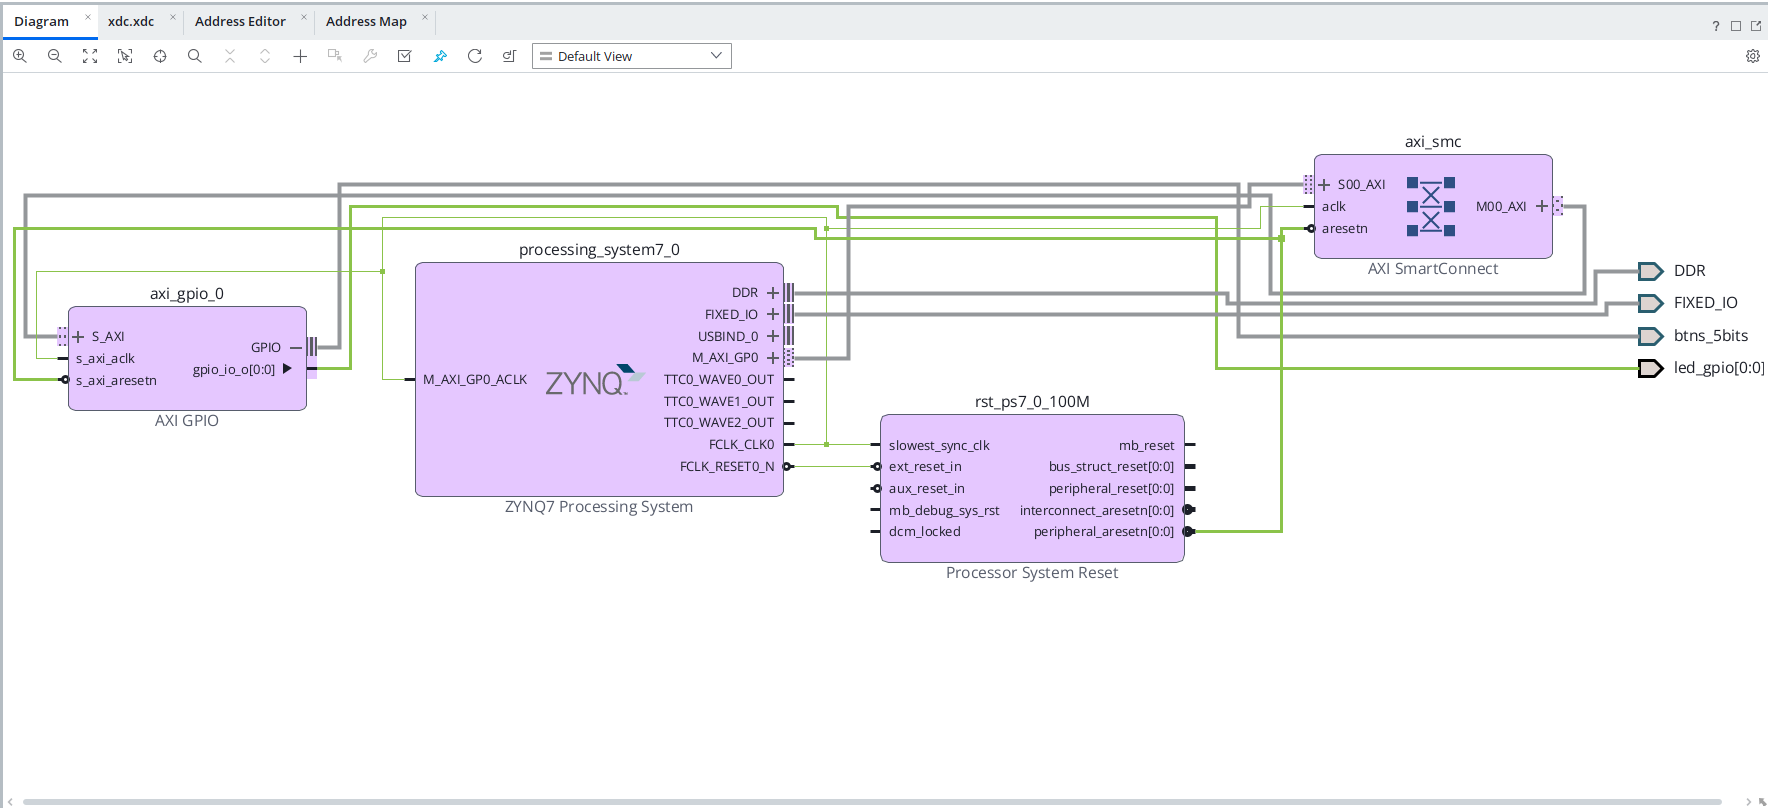 Diagram × xdc.xdc × Address Editor × Address Map ×
?
Default View
axi_smc
S00_AXI
aclk
aresetn
M00_AXI
AXI SmartConnect
processing_system7_0
DDR
FIXED_IO
USBIND_0
M_AXI_GP0
TTC0_WAVE0_OUT
TTC0_WAVE1_OUT
TTC0_WAVE2_OUT
FCLK_CLK0
FCLK_RESET0_N
M_AXI_GP0_ACLK
ZYNQ
ZYNQ7 Processing System
axi_gpio_0
S_AXI
s_axi_aclk
s_axi_aresetn
GPIO
gpio_io_o[0:0]
AXI GPIO
rst_ps7_0_100M
slowest_sync_clk
ext_reset_in
aux_reset_in
mb_debug_sys_rst
dcm_locked
mb_reset
bus_struct_reset[0:0]
peripheral_reset[0:0]
interconnect_aresetn[0:0]
peripheral_aresetn[0:0]
Processor System Reset
DDR
FIXED_IO
btns_5bits
led_gpio[0:0]